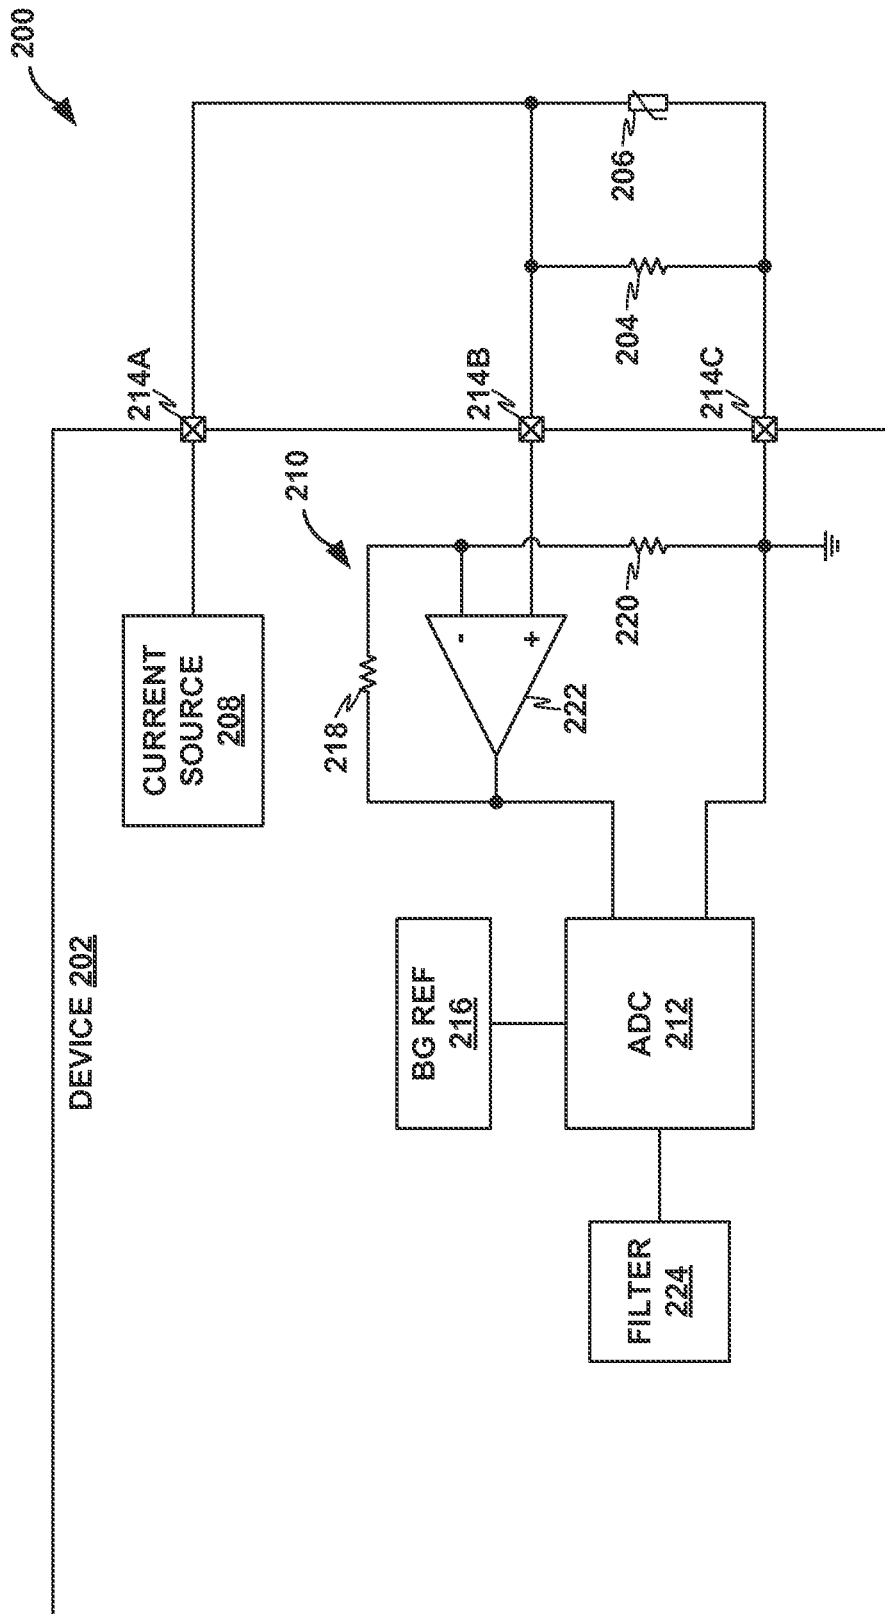 200
DEVICE 202
CURRENT
SOURCE
208
214A
210
218
-
+
222
220
214B
214C
204
206
BG REF
216
ADC
212
FILTER
224